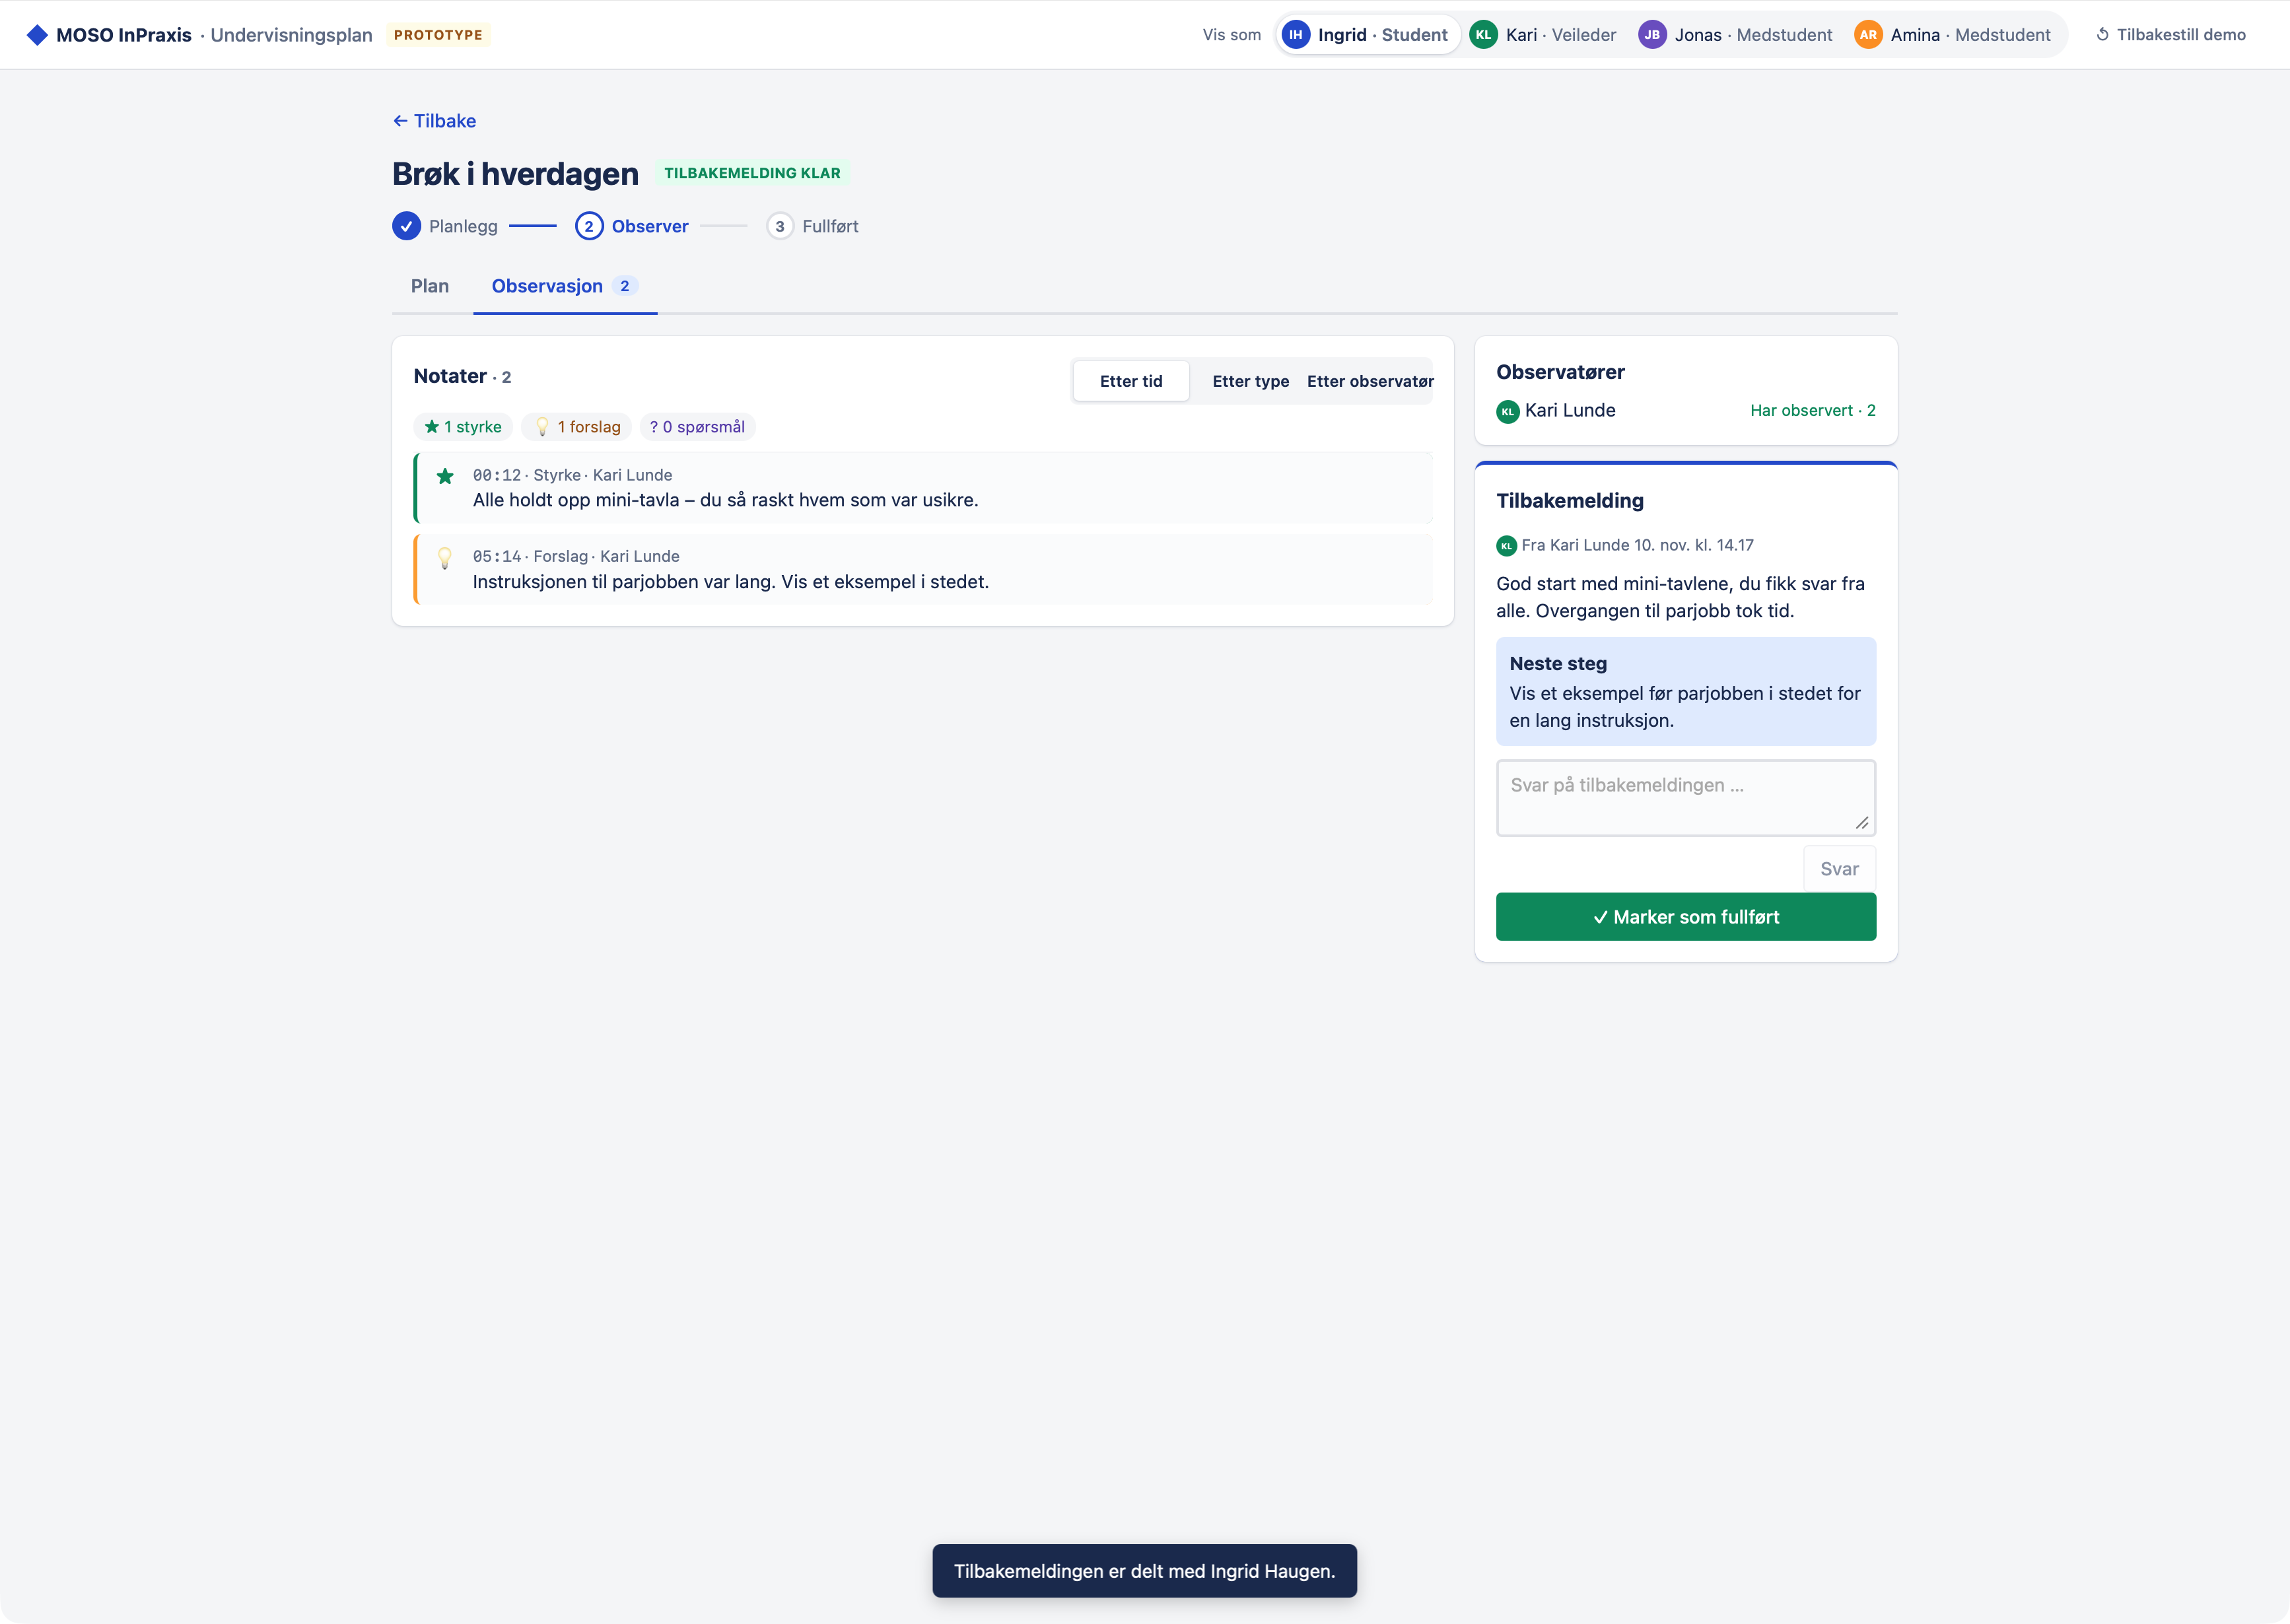 MOSO InPraxis · Undervisningsplan PROTOTYPE
Vis som IH Ingrid · Student KL Kari · Veileder JB Jonas · Medstudent AR Amina · Medstudent Tilbakestill demo
← Tilbake
Brøk i hverdagen TILBAKEMELDING KLAR
Planlegg 2 Observer 3 Fullført
Plan Observasjon 2
Notater · 2
Etter tid Etter type Etter observatør
★ 1 styrke 💡 1 forslag ? 0 spørsmål
00:12 · Styrke · Kari Lunde
Alle holdt opp mini-tavla – du så raskt hvem som var usikre.
05:14 · Forslag · Kari Lunde
Instruksjonen til parjobben var lang. Vis et eksempel i stedet.
Observatører
KL Kari Lunde Har observert · 2
Tilbakemelding
KL Fra Kari Lunde 10. nov. kl. 14.17
God start med mini-tavlene, du fikk svar fra
alle. Overgangen til parjobb tok tid.
Neste steg
Vis et eksempel før parjobben i stedet for
en lang instruksjon.
Svar på tilbakemeldingen ...
Svar
✓ Marker som fullført
Tilbakemeldingen er delt med Ingrid Haugen.